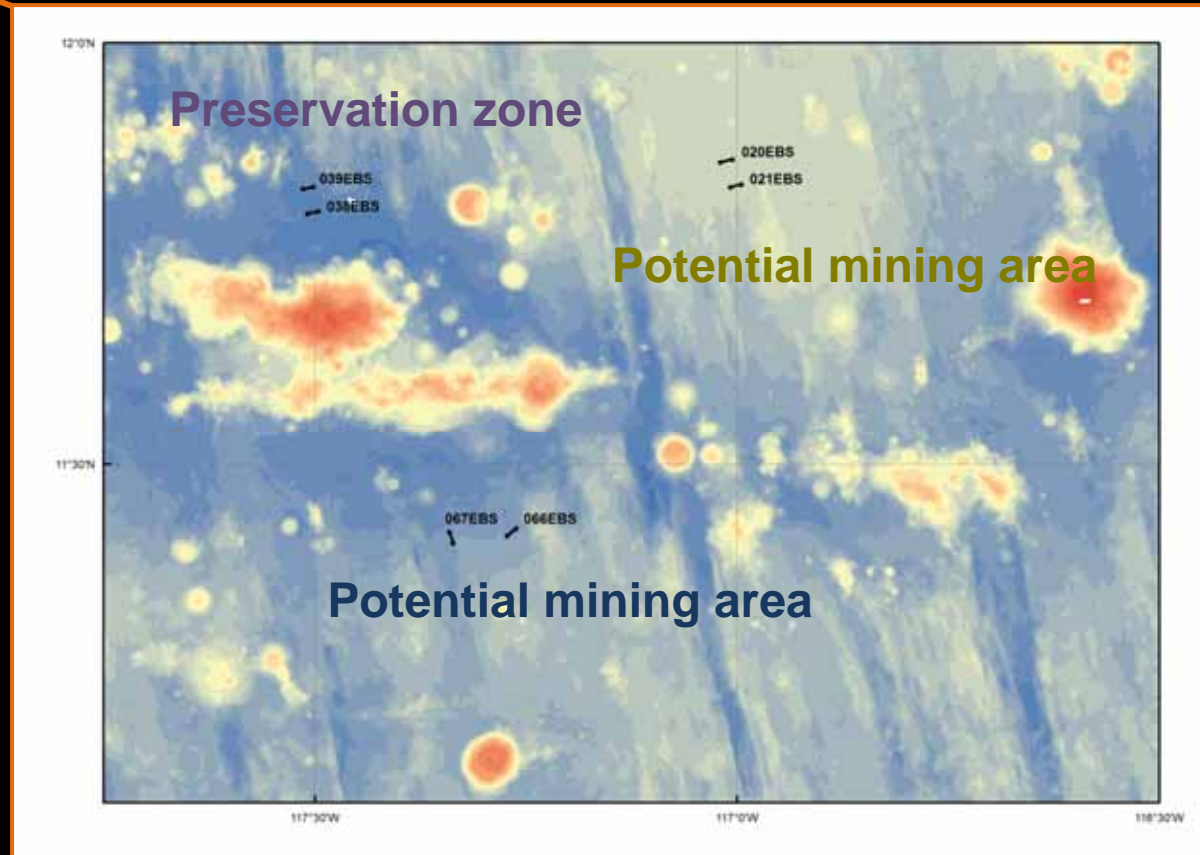 12°0'N
Preservation zone
020EBS
039EBS
021EBS
038EBS
Potential mining area
11°30'N
067EBS
066EBS
Potential mining area
117°30'W
117°0'W
116°30'W